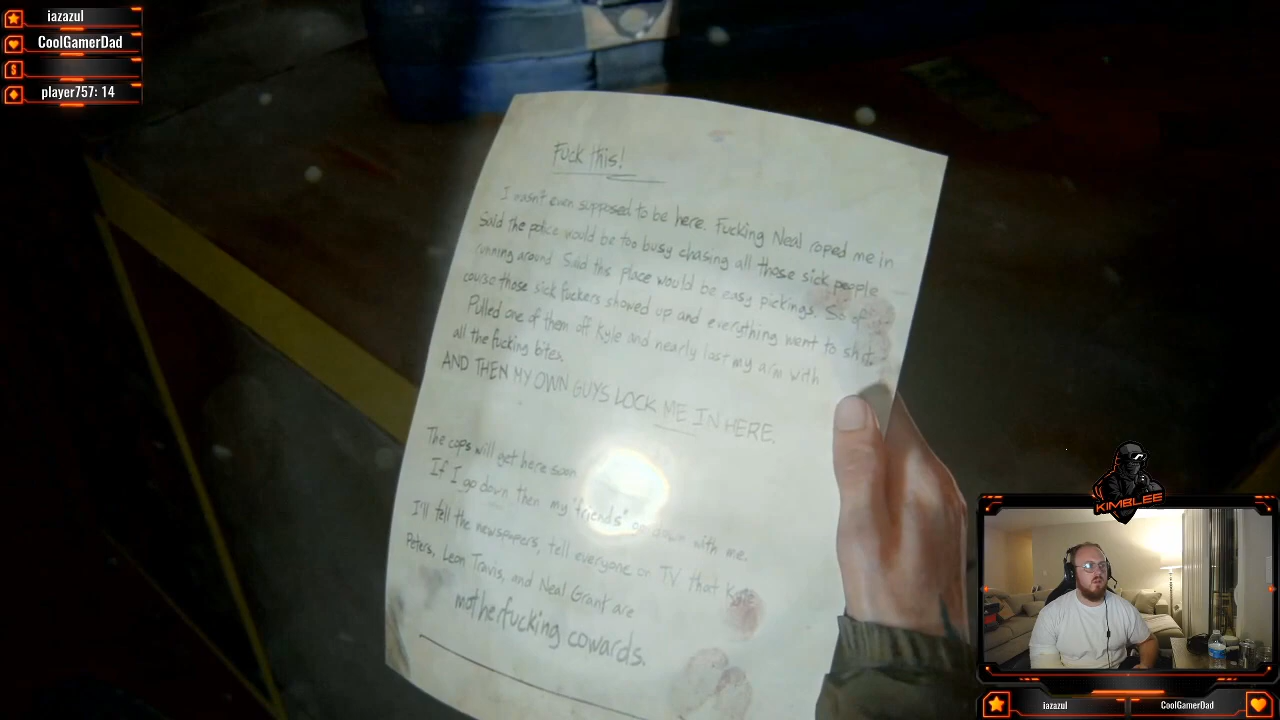 iazazul
CoolGamerDad
$
player757: 14
Fuck this!
I wasn't even supposed to be here. Fucking Neal roped me in
Said the police would be too busy chasing all those sick people
running around. Said this place would be easy pickings. So of
course those sick fuckers showed up and everything went to shit.
Pulled one of them off Kyle and nearly lost my arm with
all the fucking bites.
AND THEN MY OWN GUYS LOCK ME IN HERE.
The cops will get here soon
If I go down then my "friends" go down with me.
I'll tell the newspapers, tell everyone on TV that Kyle
Peters, Leon Travis, and Neal Grant are
motherfucking cowards.
KIMBLEE
iazazul
CoolGamerDad